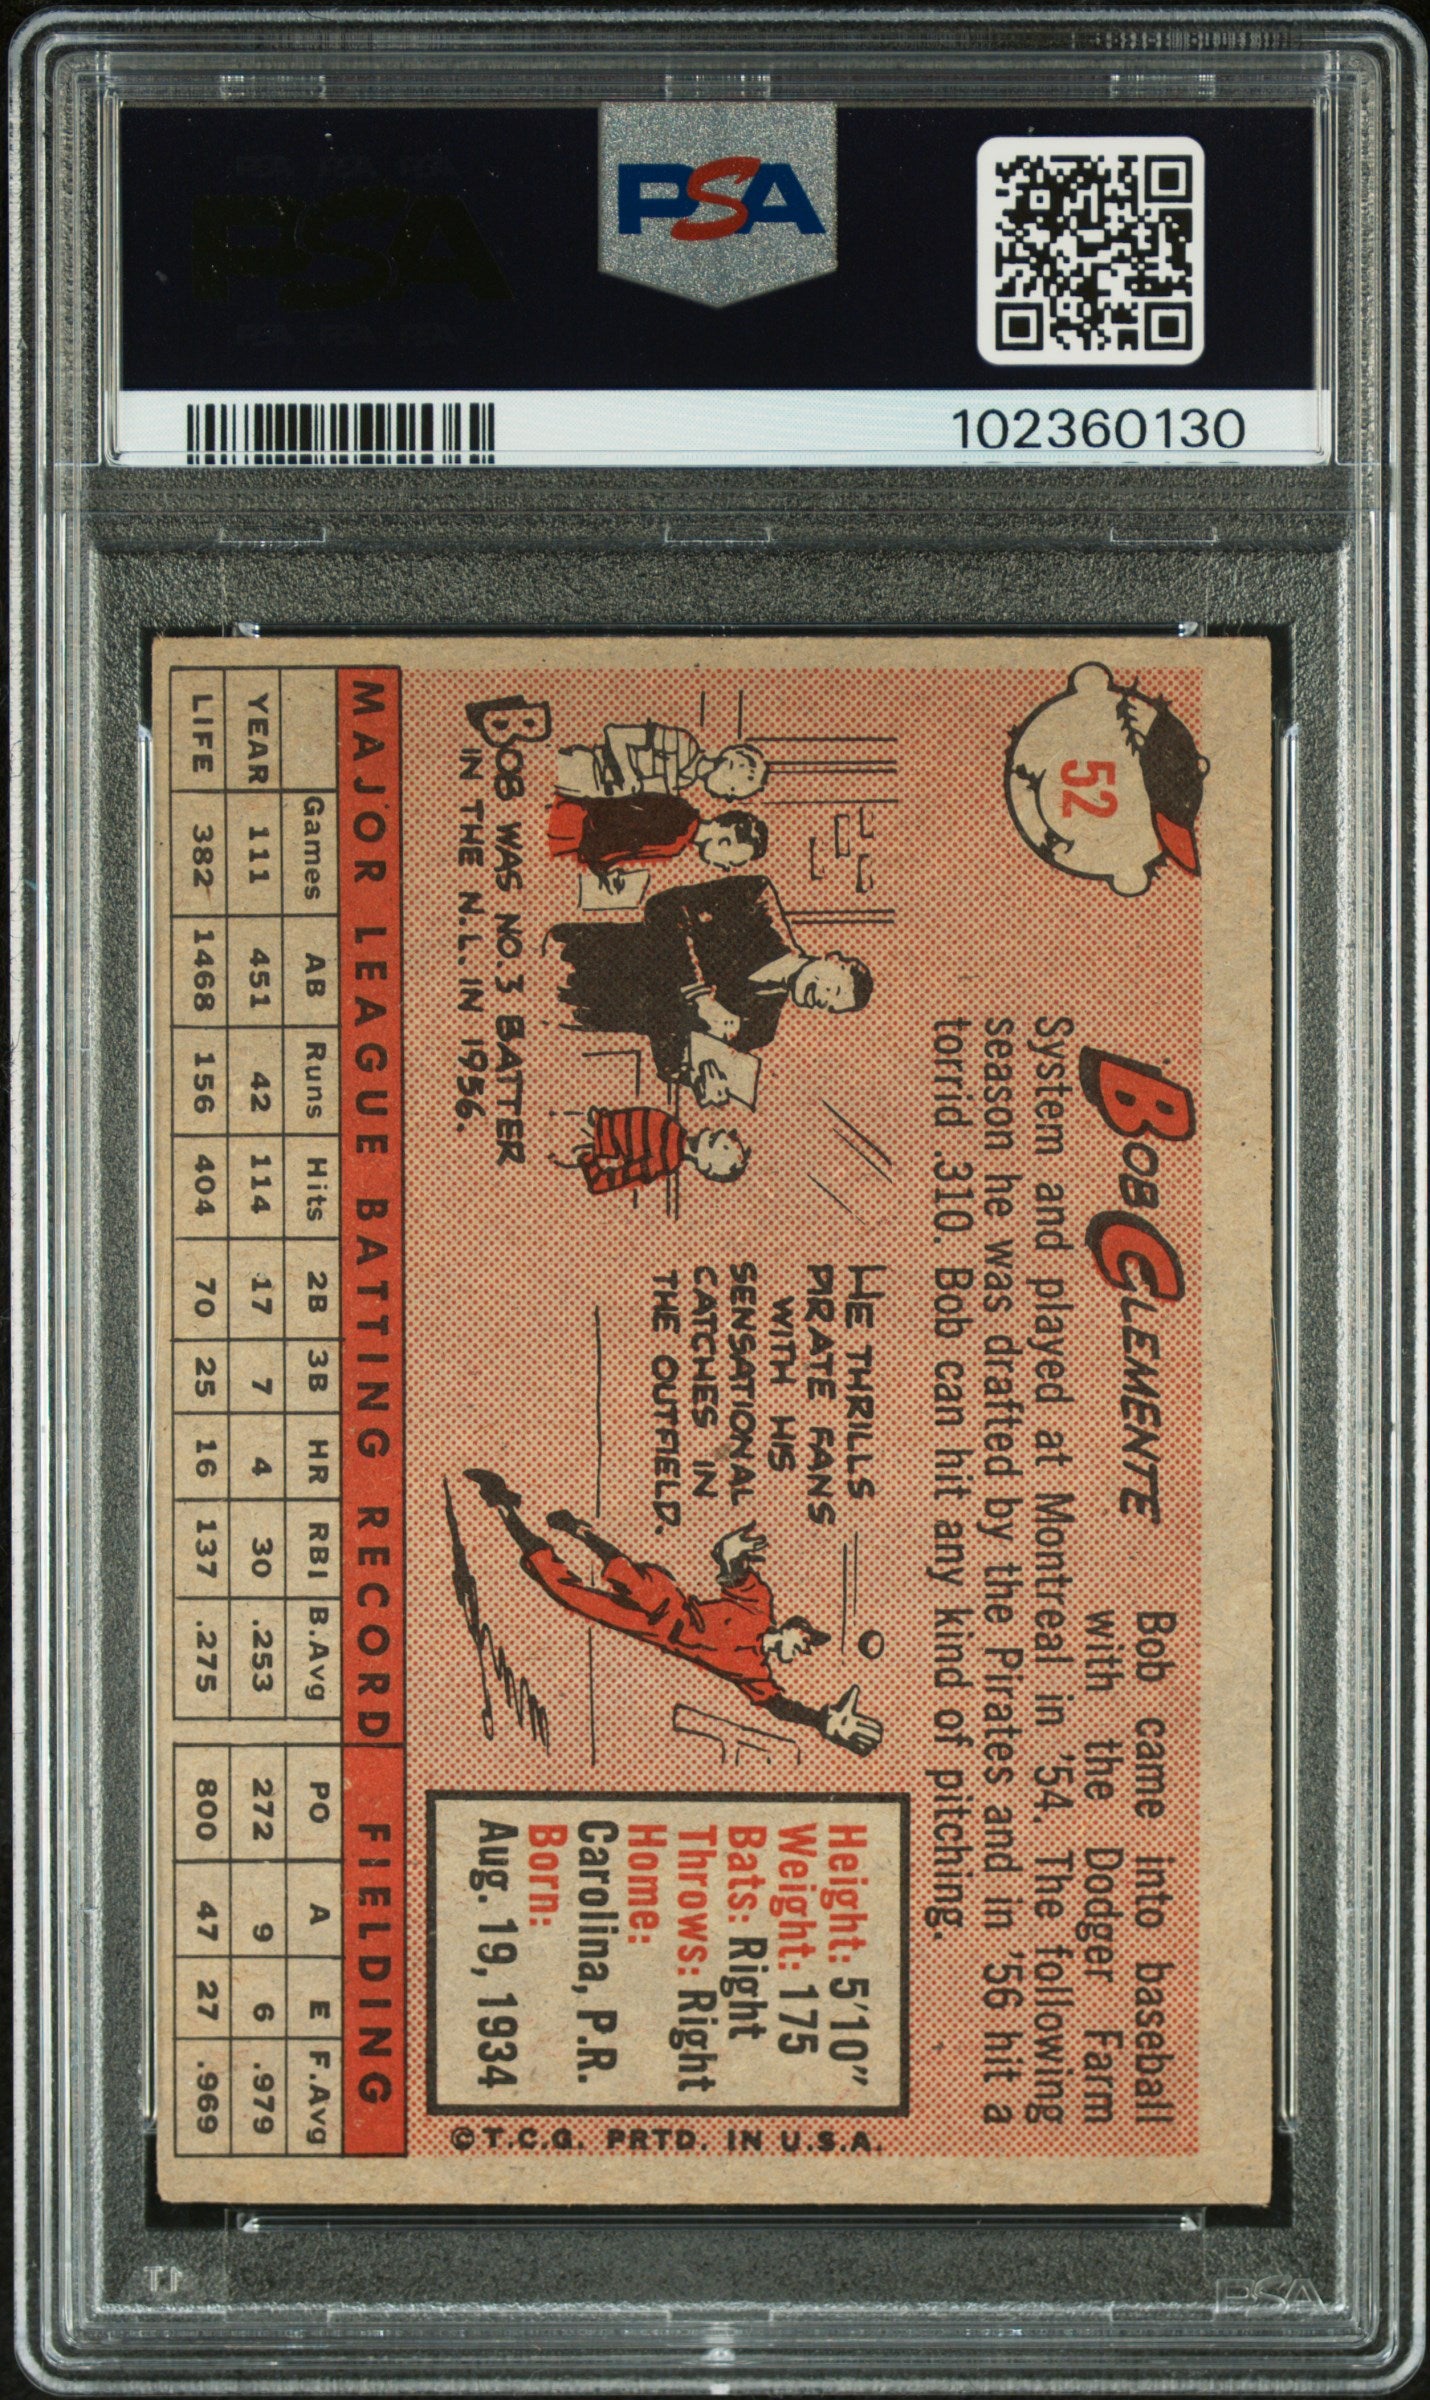 PSA
PSA
102360130
52
BOB CLEMENTE
Bob came into baseball
with the Dodger Farm
System and played at Montreal in '54. The following
season he was drafted by the Pirates and in '56 hit a
torrid .310. Bob can hit any kind of pitching.
BOB WAS NO. 3 BATTER
IN THE N.L. IN 1956.
HE THRILLS
PIRATE FANS
WITH HIS
SENSATIONAL
CATCHES IN
THE OUTFIELD.
Height: 5'10"
Weight: 175
Bats: Right
Throws: Right
Home:
Carolina, P.R.
Born:
Aug. 19, 1934
© T.C.G. PRTD. IN U.S.A.
MAJOR LEAGUE BATTING RECORD FIELDING
Games AB Runs Hits 2B 3B HR RBI B.Avg PO A E F.Avg
YEAR 111 451 42 114 17 7 4 30 .253 272 9 6 .979
LIFE 382 1468 156 404 70 25 16 137 .275 800 47 27 .969
PSA